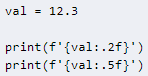 val = 12.3
print(f'{val:.2f}')
print(f'{val:.5f}')